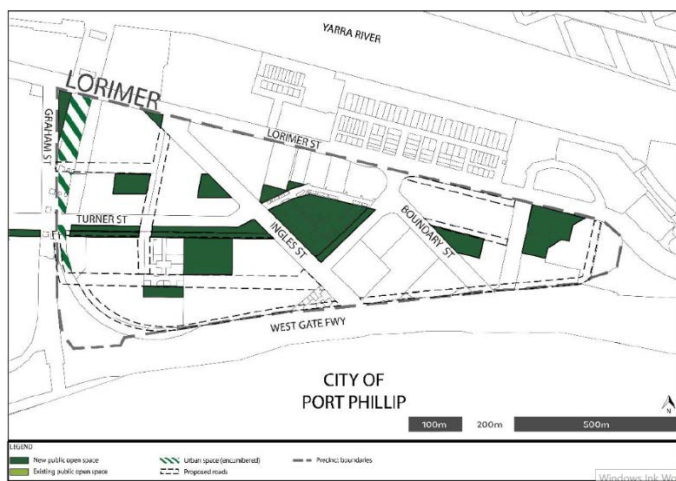 YARRA RIVER
LORIMER
GRAHAM ST
LORIMER ST
TURNER ST
INGLES ST
BOUNDARY ST
WEST GATE FWY
CITY OF
PORT PHILLIP
N
100m 200m 500m
LEGEND
New public open space
Existing public open space
Urban space (encumbered)
Proposed roads
Precinct boundaries
Windows Ink Wo